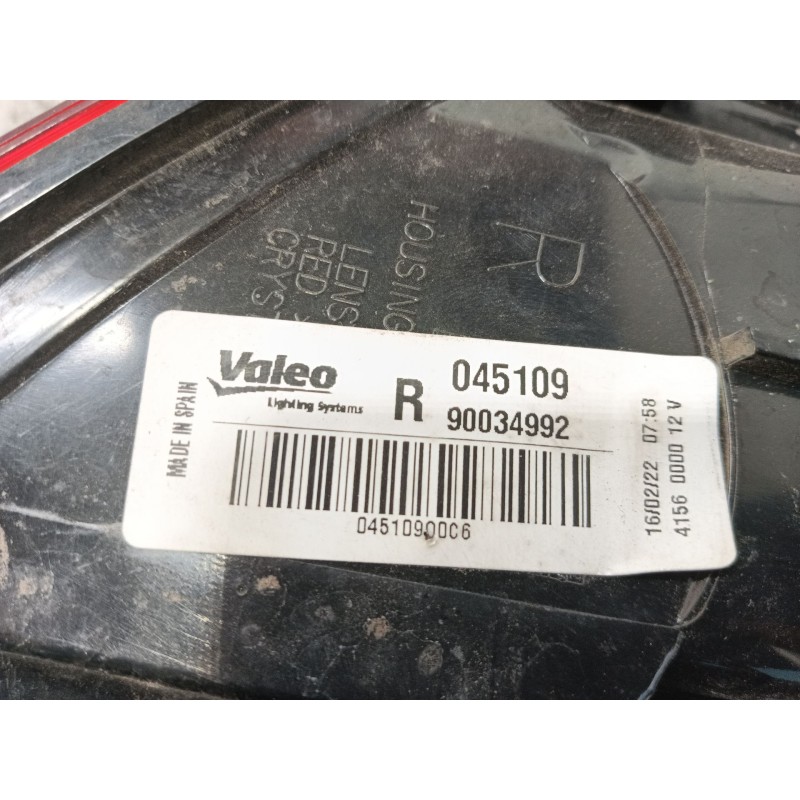 R
HOUSING
LENS
RED
CRYS
MADE IN SPAIN
Valeo
Lighting Systems
R
045109
90034992
0451090006
16/02/22 07:58
4156 0000 12 V